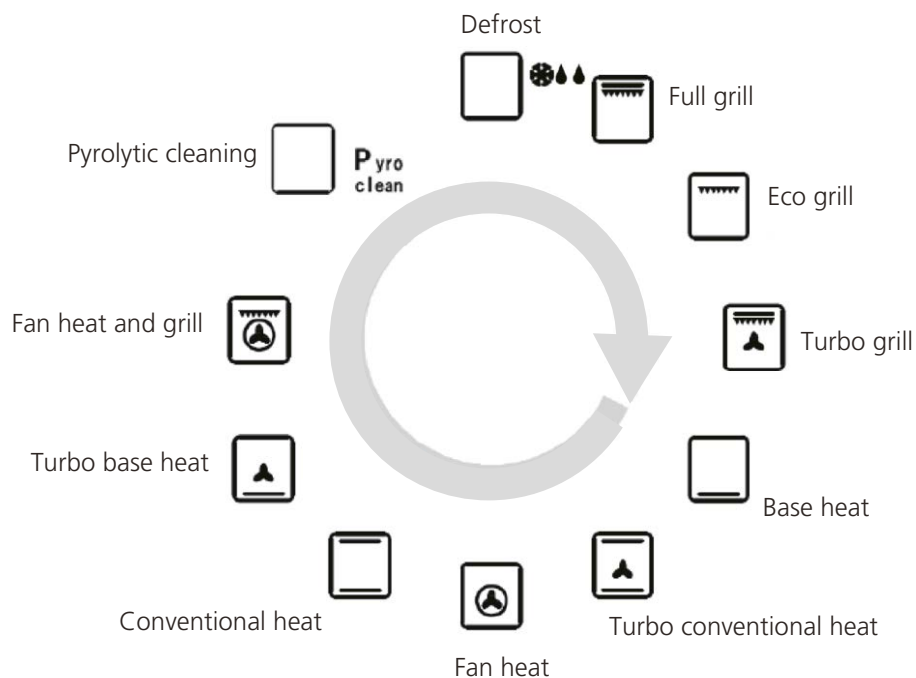 Defrost
Full grill
Pyrolytic cleaning
Pyro
clean
Eco grill
Fan heat and grill
Turbo grill
Turbo base heat
Base heat
Conventional heat
Turbo conventional heat
Fan heat